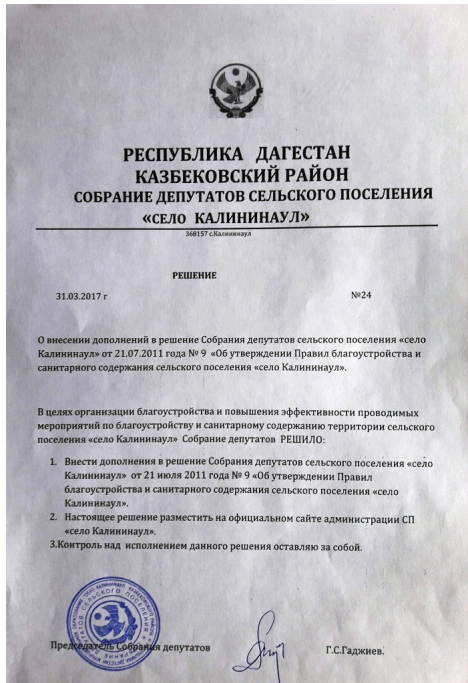 РЕСПУБЛИКА ДАГЕСТАН
КАЗБЕКОВСКИЙ РАЙОН
СОБРАНИЕ ДЕПУТАТОВ СЕЛЬСКОГО ПОСЕЛЕНИЯ
«СЕЛО КАЛИНИНАУЛ»
368157 с.Калининаул
РЕШЕНИЕ
31.03.2017 г №24
О внесении дополнений в решение Собрания депутатов сельского поселения «село
Калининаул» от 21.07.2011 года № 9 «Об утверждении Правил благоустройства и
санитарного содержания сельского поселения «село Калининаул».
В целях организации благоустройства и повышения эффективности проводимых
мероприятий по благоустройству и санитарному содержанию территории сельского
поселения «село Калининаул» Собрание депутатов РЕШИЛО:
1. Внести дополнения в решение Собрания депутатов сельского поселения «село
Калининаул» от 21 июля 2011 года № 9 «Об утверждении Правил
благоустройства и санитарного содержания сельского поселения «село
Калининаул».
2. Настоящее решение разместить на официальном сайте администрации СП
«село Калининаул».
3.Контроль над исполнением данного решения оставляю за собой.
Председатель Собрания депутатов Г.С.Гаджиев.